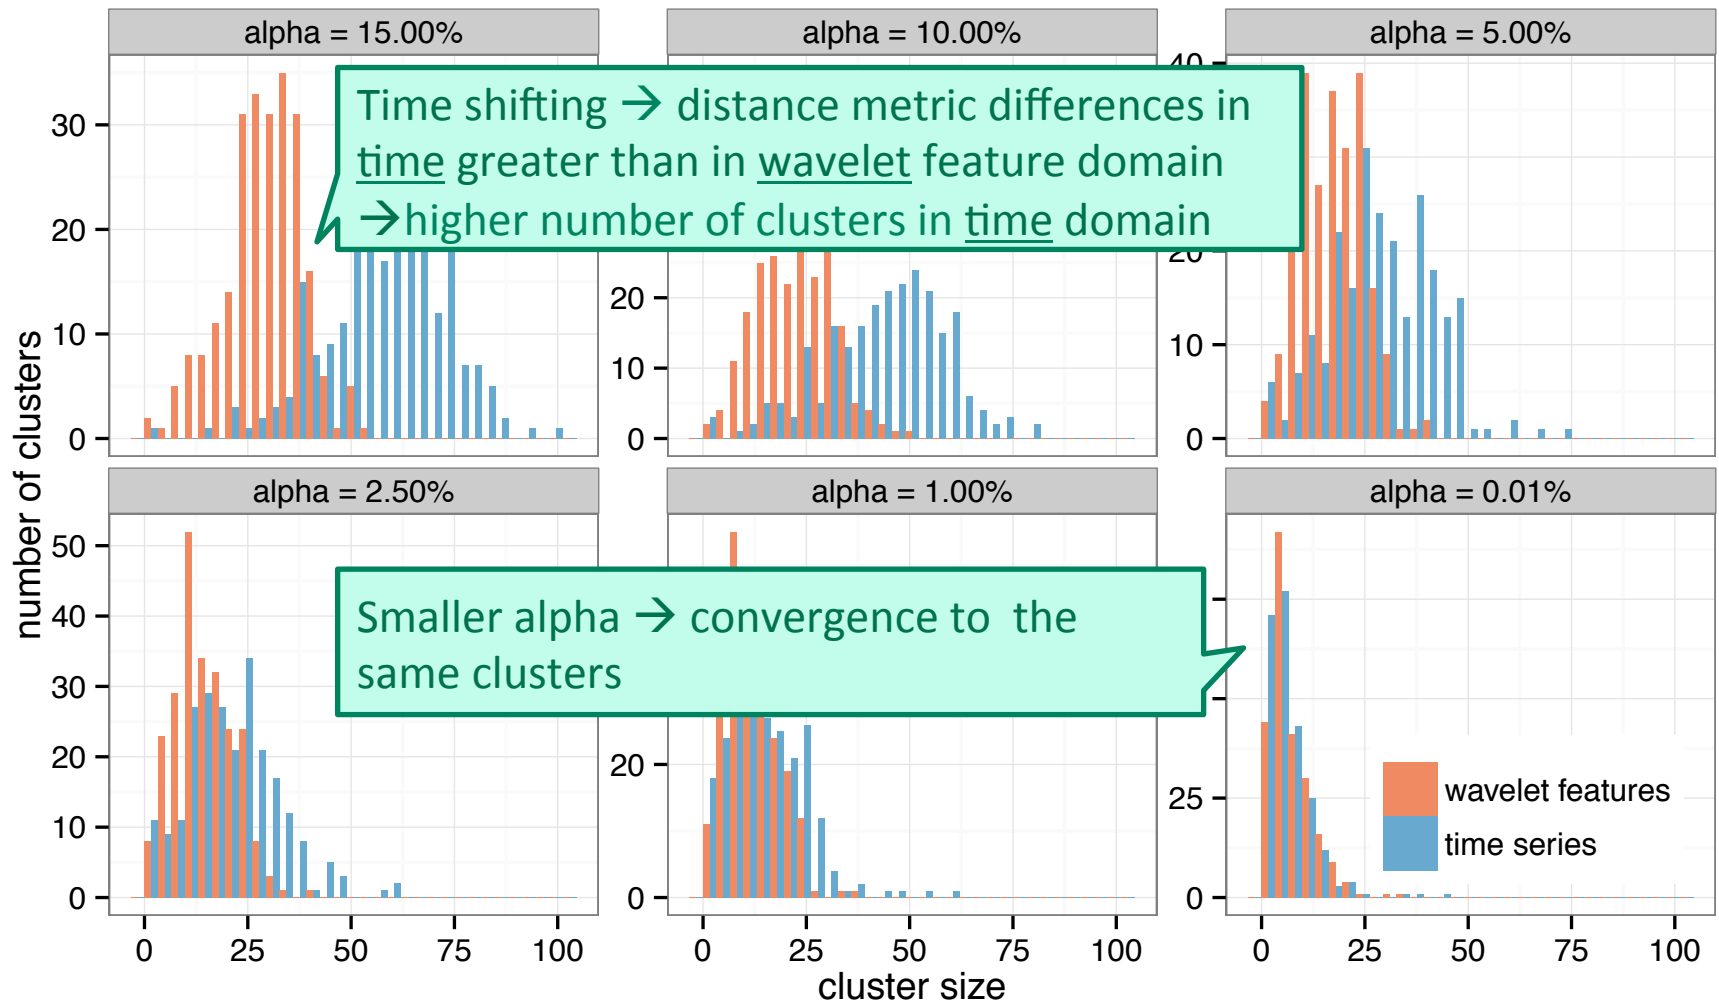 alpha = 15.00%
alpha = 10.00%
alpha = 5.00%
Time shifting → distance metric differences in
time greater than in wavelet feature domain
→higher number of clusters in time domain
30
20
10
0
20
10
0
20
10
0
number of clusters
alpha = 2.50%
alpha = 1.00%
alpha = 0.01%
Smaller alpha → convergence to the
same clusters
50
40
30
20
10
0
20
0
25
0
wavelet features
time series
0 25 50 75 100
0 25 50 75 100
0 25 50 75 100
cluster size